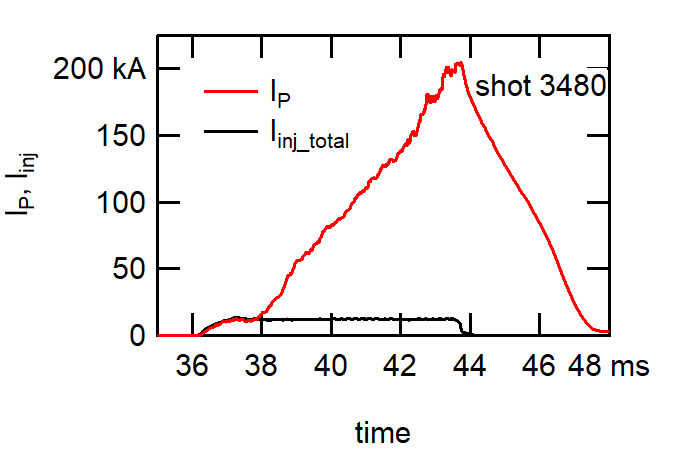 200 kA
150
100
50
0
I_P, I_inj
I_P
I_inj_total
shot 3480
36 38 40 42 44 46 48 ms
time